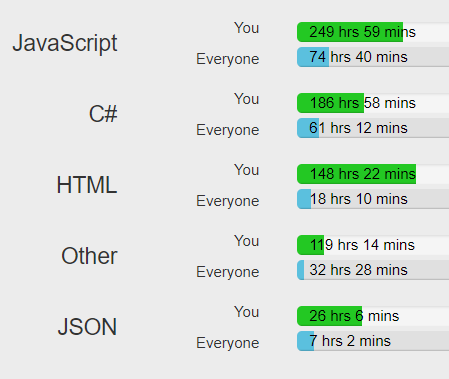 JavaScript
You 249 hrs 59 mins
Everyone 74 hrs 40 mins
C#
You 186 hrs 58 mins
Everyone 61 hrs 12 mins
HTML
You 148 hrs 22 mins
Everyone 18 hrs 10 mins
Other
You 119 hrs 14 mins
Everyone 32 hrs 28 mins
JSON
You 26 hrs 6 mins
Everyone 7 hrs 2 mins